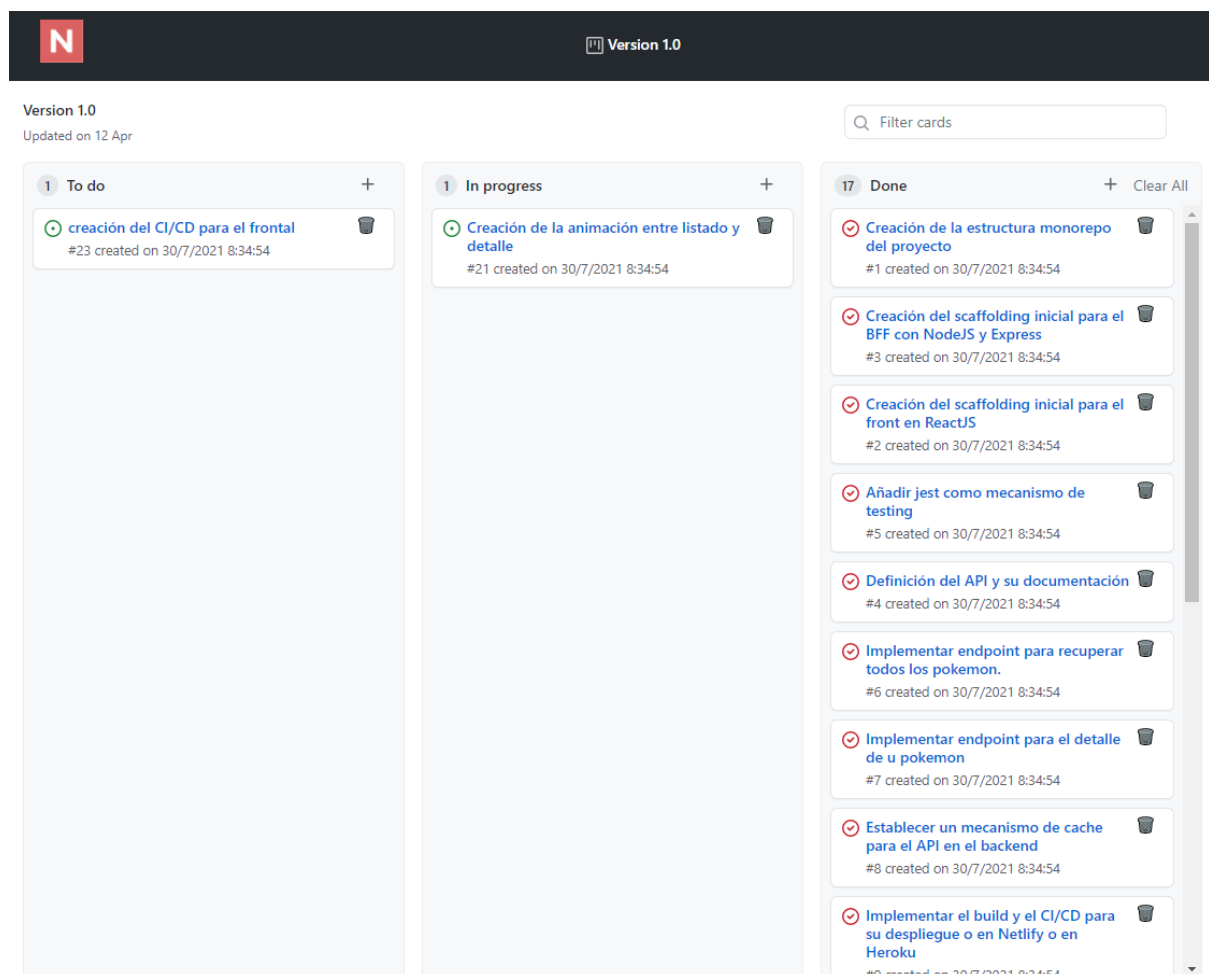 N
Version 1.0
Version 1.0
Updated on 12 Apr
Filter cards
1 To do
creación del CI/CD para el frontal
#23 created on 30/7/2021 8:34:54
1 In progress
Creación de la animación entre listado y
detalle
#21 created on 30/7/2021 8:34:54
17 Done
Clear All
Creación de la estructura monorepo
del proyecto
#1 created on 30/7/2021 8:34:54
Creación del scaffolding inicial para el
BFF con NodeJS y Express
#3 created on 30/7/2021 8:34:54
Creación del scaffolding inicial para el
front en ReactJS
#2 created on 30/7/2021 8:34:54
Añadir jest como mecanismo de
testing
#5 created on 30/7/2021 8:34:54
Definición del API y su documentación
#4 created on 30/7/2021 8:34:54
Implementar endpoint para recuperar
todos los pokemon.
#6 created on 30/7/2021 8:34:54
Implementar endpoint para el detalle
de u pokemon
#7 created on 30/7/2021 8:34:54
Establecer un mecanismo de cache
para el API en el backend
#8 created on 30/7/2021 8:34:54
Implementar el build y el CI/CD para
su despliegue o en Netlify o en
Heroku
#9 created on 30/7/2021 8:34:54